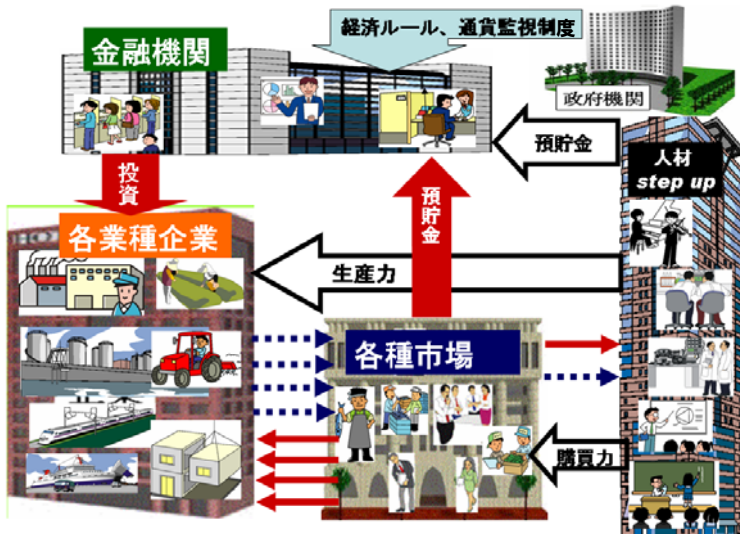 経済ルール、通貨監視制度
金融機関
政府機関
預貯金
人材
step up
投資
預貯金
各業種企業
生産力
各種市場
購買力